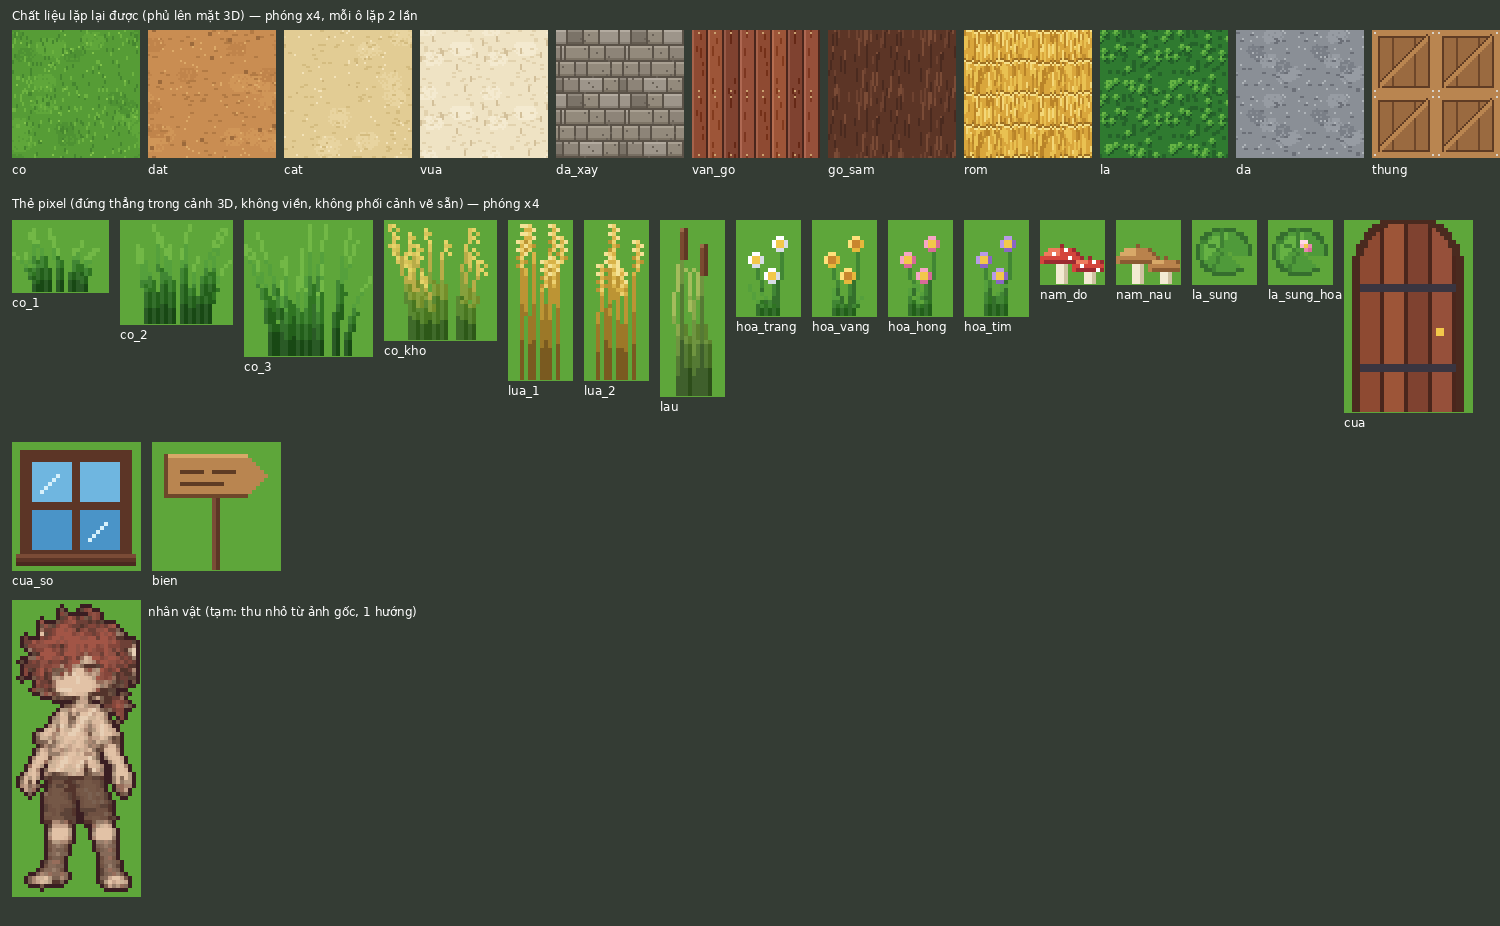 Chất liệu lặp lại được (phủ lên mặt 3D) — phóng x4, mỗi ô lặp 2 lần
co dat cat vua da_xay van_go go_sam rom la da thung
Thẻ pixel (đứng thẳng trong cảnh 3D, không viền, không phối cảnh vẽ sẵn) — phóng x4
co_1 co_2 co_3 co_kho lua_1 lua_2 lau hoa_trang hoa_vang hoa_hong hoa_tim nam_do nam_nau la_sung la_sung_hoa cua
cua_so bien
nhân vật (tạm: thu nhỏ từ ảnh gốc, 1 hướng)